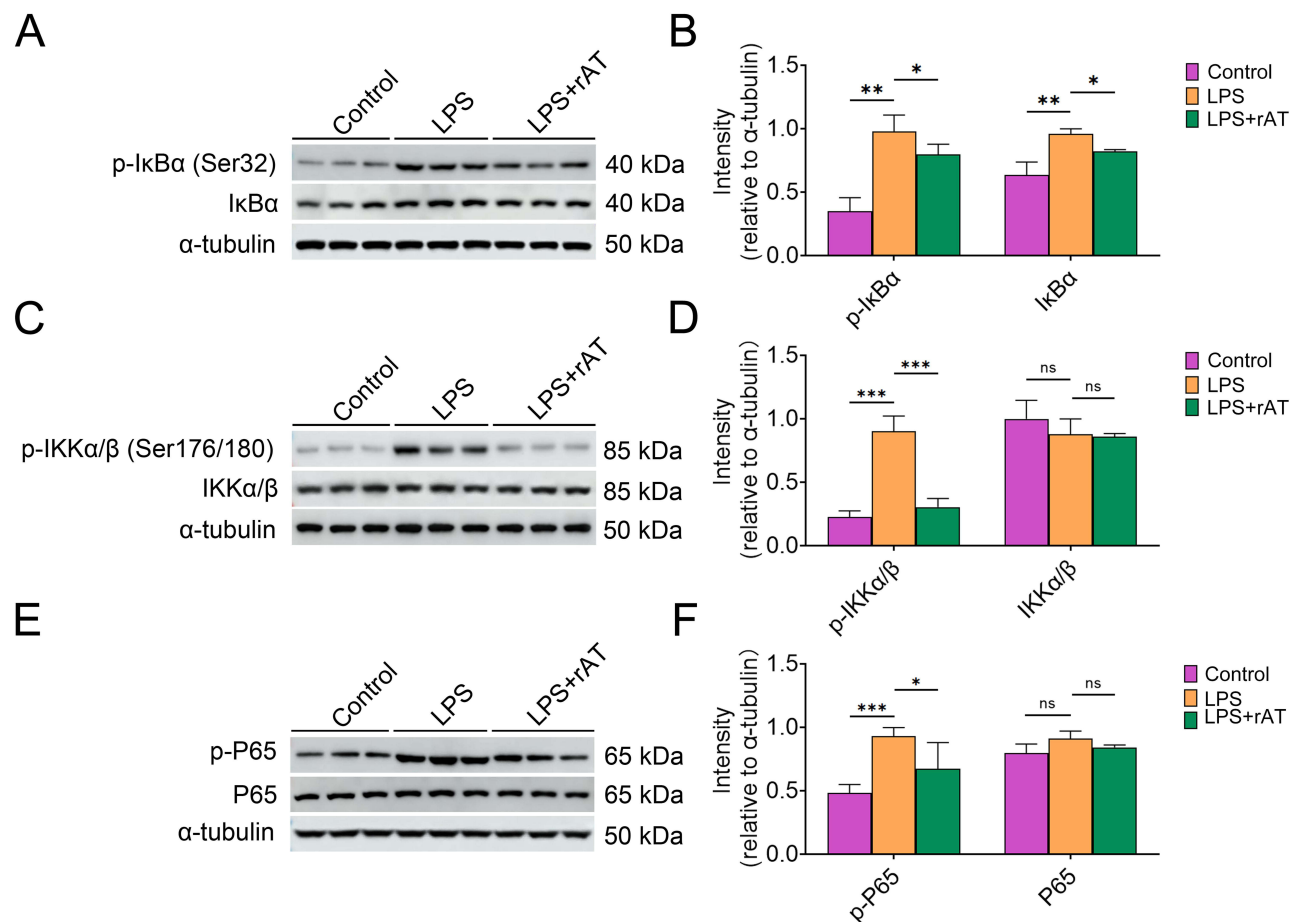 A
Control
LPS
LPS+rAT
p-IκBα (Ser32)
40 kDa
IκBα
40 kDa
α-tubulin
50 kDa
B
Intensity
(relative to α-tubulin)
1.5
1.0
0.5
0.0
**
*
**
*
p-IκBα
IκBα
Control
LPS
LPS+rAT
C
Control
LPS
LPS+rAT
p-IKKα/β (Ser176/180)
85 kDa
IKKα/β
85 kDa
α-tubulin
50 kDa
D
Intensity
(relative to α-tubulin)
1.5
1.0
0.5
0.0
***
***
ns
ns
p-IKKα/β
IKKα/β
Control
LPS
LPS+rAT
E
Control
LPS
LPS+rAT
p-P65
65 kDa
P65
65 kDa
α-tubulin
50 kDa
F
Intensity
(relative to α-tubulin)
1.5
1.0
0.5
0.0
***
*
ns
ns
p-P65
P65
Control
LPS
LPS+rAT